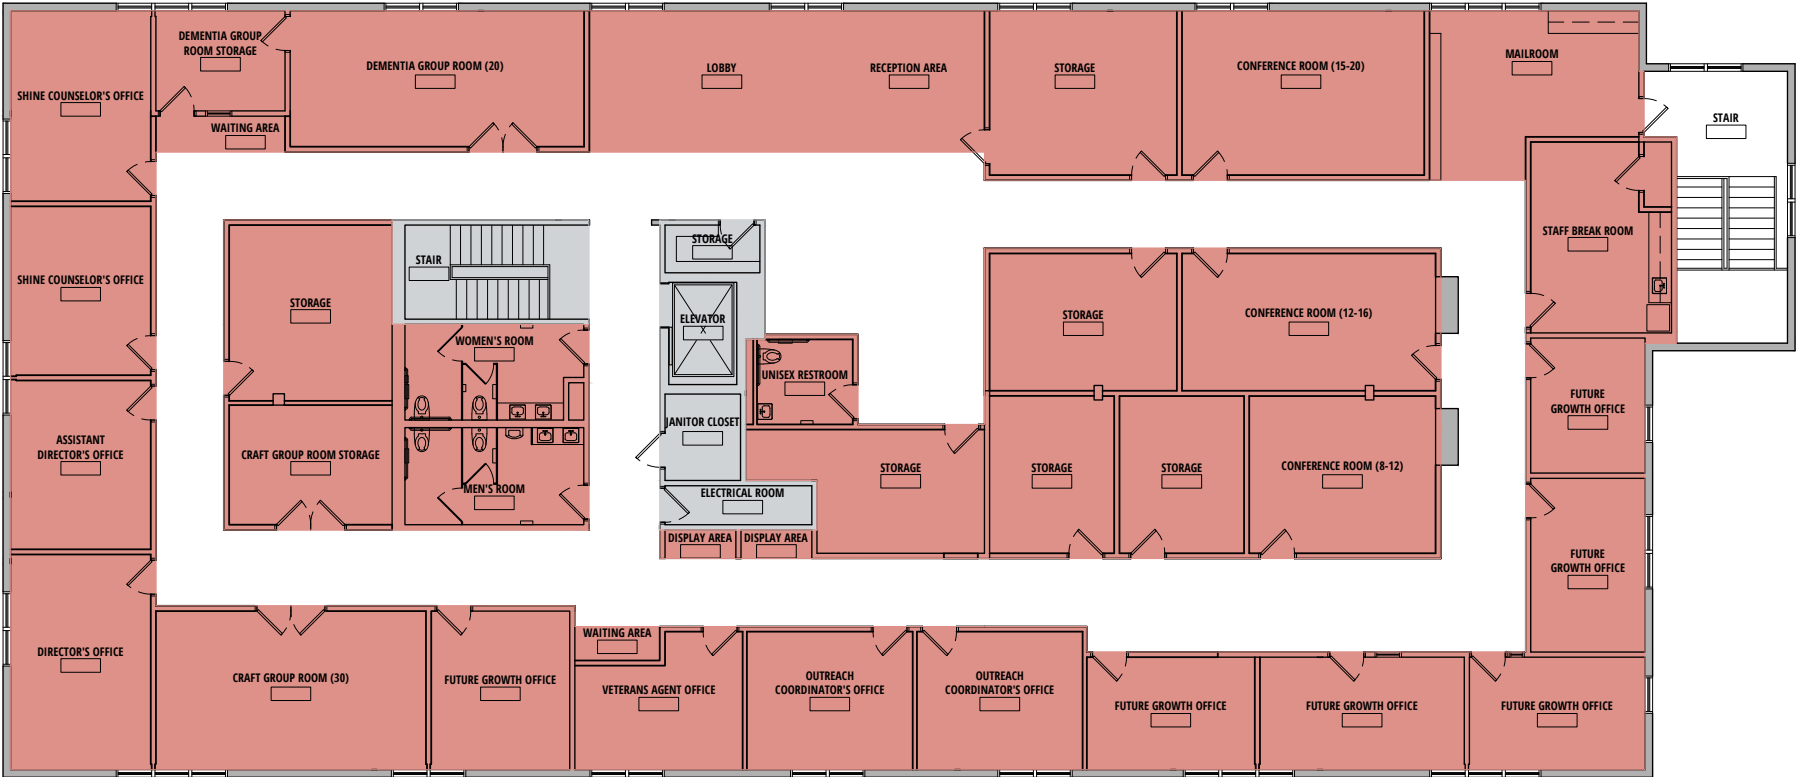 DEMENTIA GROUP
ROOM STORAGE
DEMENTIA GROUP ROOM (20)
LOBBY
RECEPTION AREA
STORAGE
CONFERENCE ROOM (15-20)
MAILROOM
SHINE COUNSELOR'S OFFICE
WAITING AREA
STAIR
STAFF BREAK ROOM
STORAGE
STAIR
SHINE COUNSELOR'S OFFICE
STORAGE
ELEVATOR
X
STORAGE
CONFERENCE ROOM (12-16)
WOMEN'S ROOM
UNISEX RESTROOM
FUTURE
GROWTH OFFICE
JANITOR CLOSET
ASSISTANT
DIRECTOR'S OFFICE
CRAFT GROUP ROOM STORAGE
STORAGE
STORAGE
STORAGE
CONFERENCE ROOM (8-12)
MEN'S ROOM
ELECTRICAL ROOM
DISPLAY AREA
DISPLAY AREA
FUTURE
GROWTH OFFICE
WAITING AREA
DIRECTOR'S OFFICE
CRAFT GROUP ROOM (30)
FUTURE GROWTH OFFICE
VETERANS AGENT OFFICE
OUTREACH
COORDINATOR'S OFFICE
OUTREACH
COORDINATOR'S OFFICE
FUTURE GROWTH OFFICE
FUTURE GROWTH OFFICE
FUTURE GROWTH OFFICE